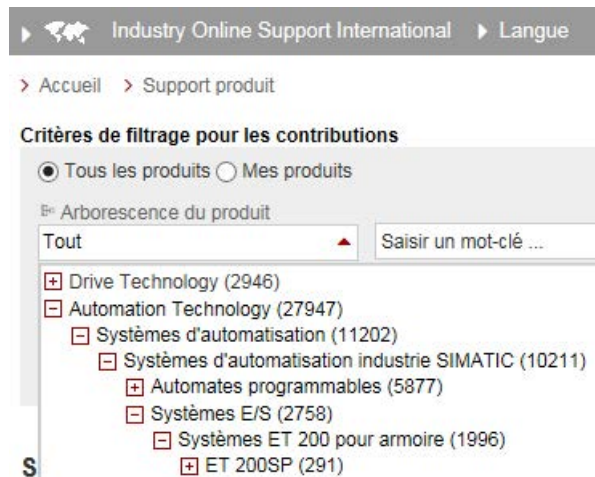 Industry Online Support International Langue
> Accueil > Support produit
Critères de filtrage pour les contributions
Tous les produits Mes produits
Arborescence du produit
Tout Saisir un mot-clé ...
Drive Technology (2946)
Automation Technology (27947)
Systèmes d'automatisation (11202)
Systèmes d'automatisation industrie SIMATIC (10211)
Automates programmables (5877)
Systèmes E/S (2758)
Systèmes ET 200 pour armoire (1996)
S ET 200SP (291)